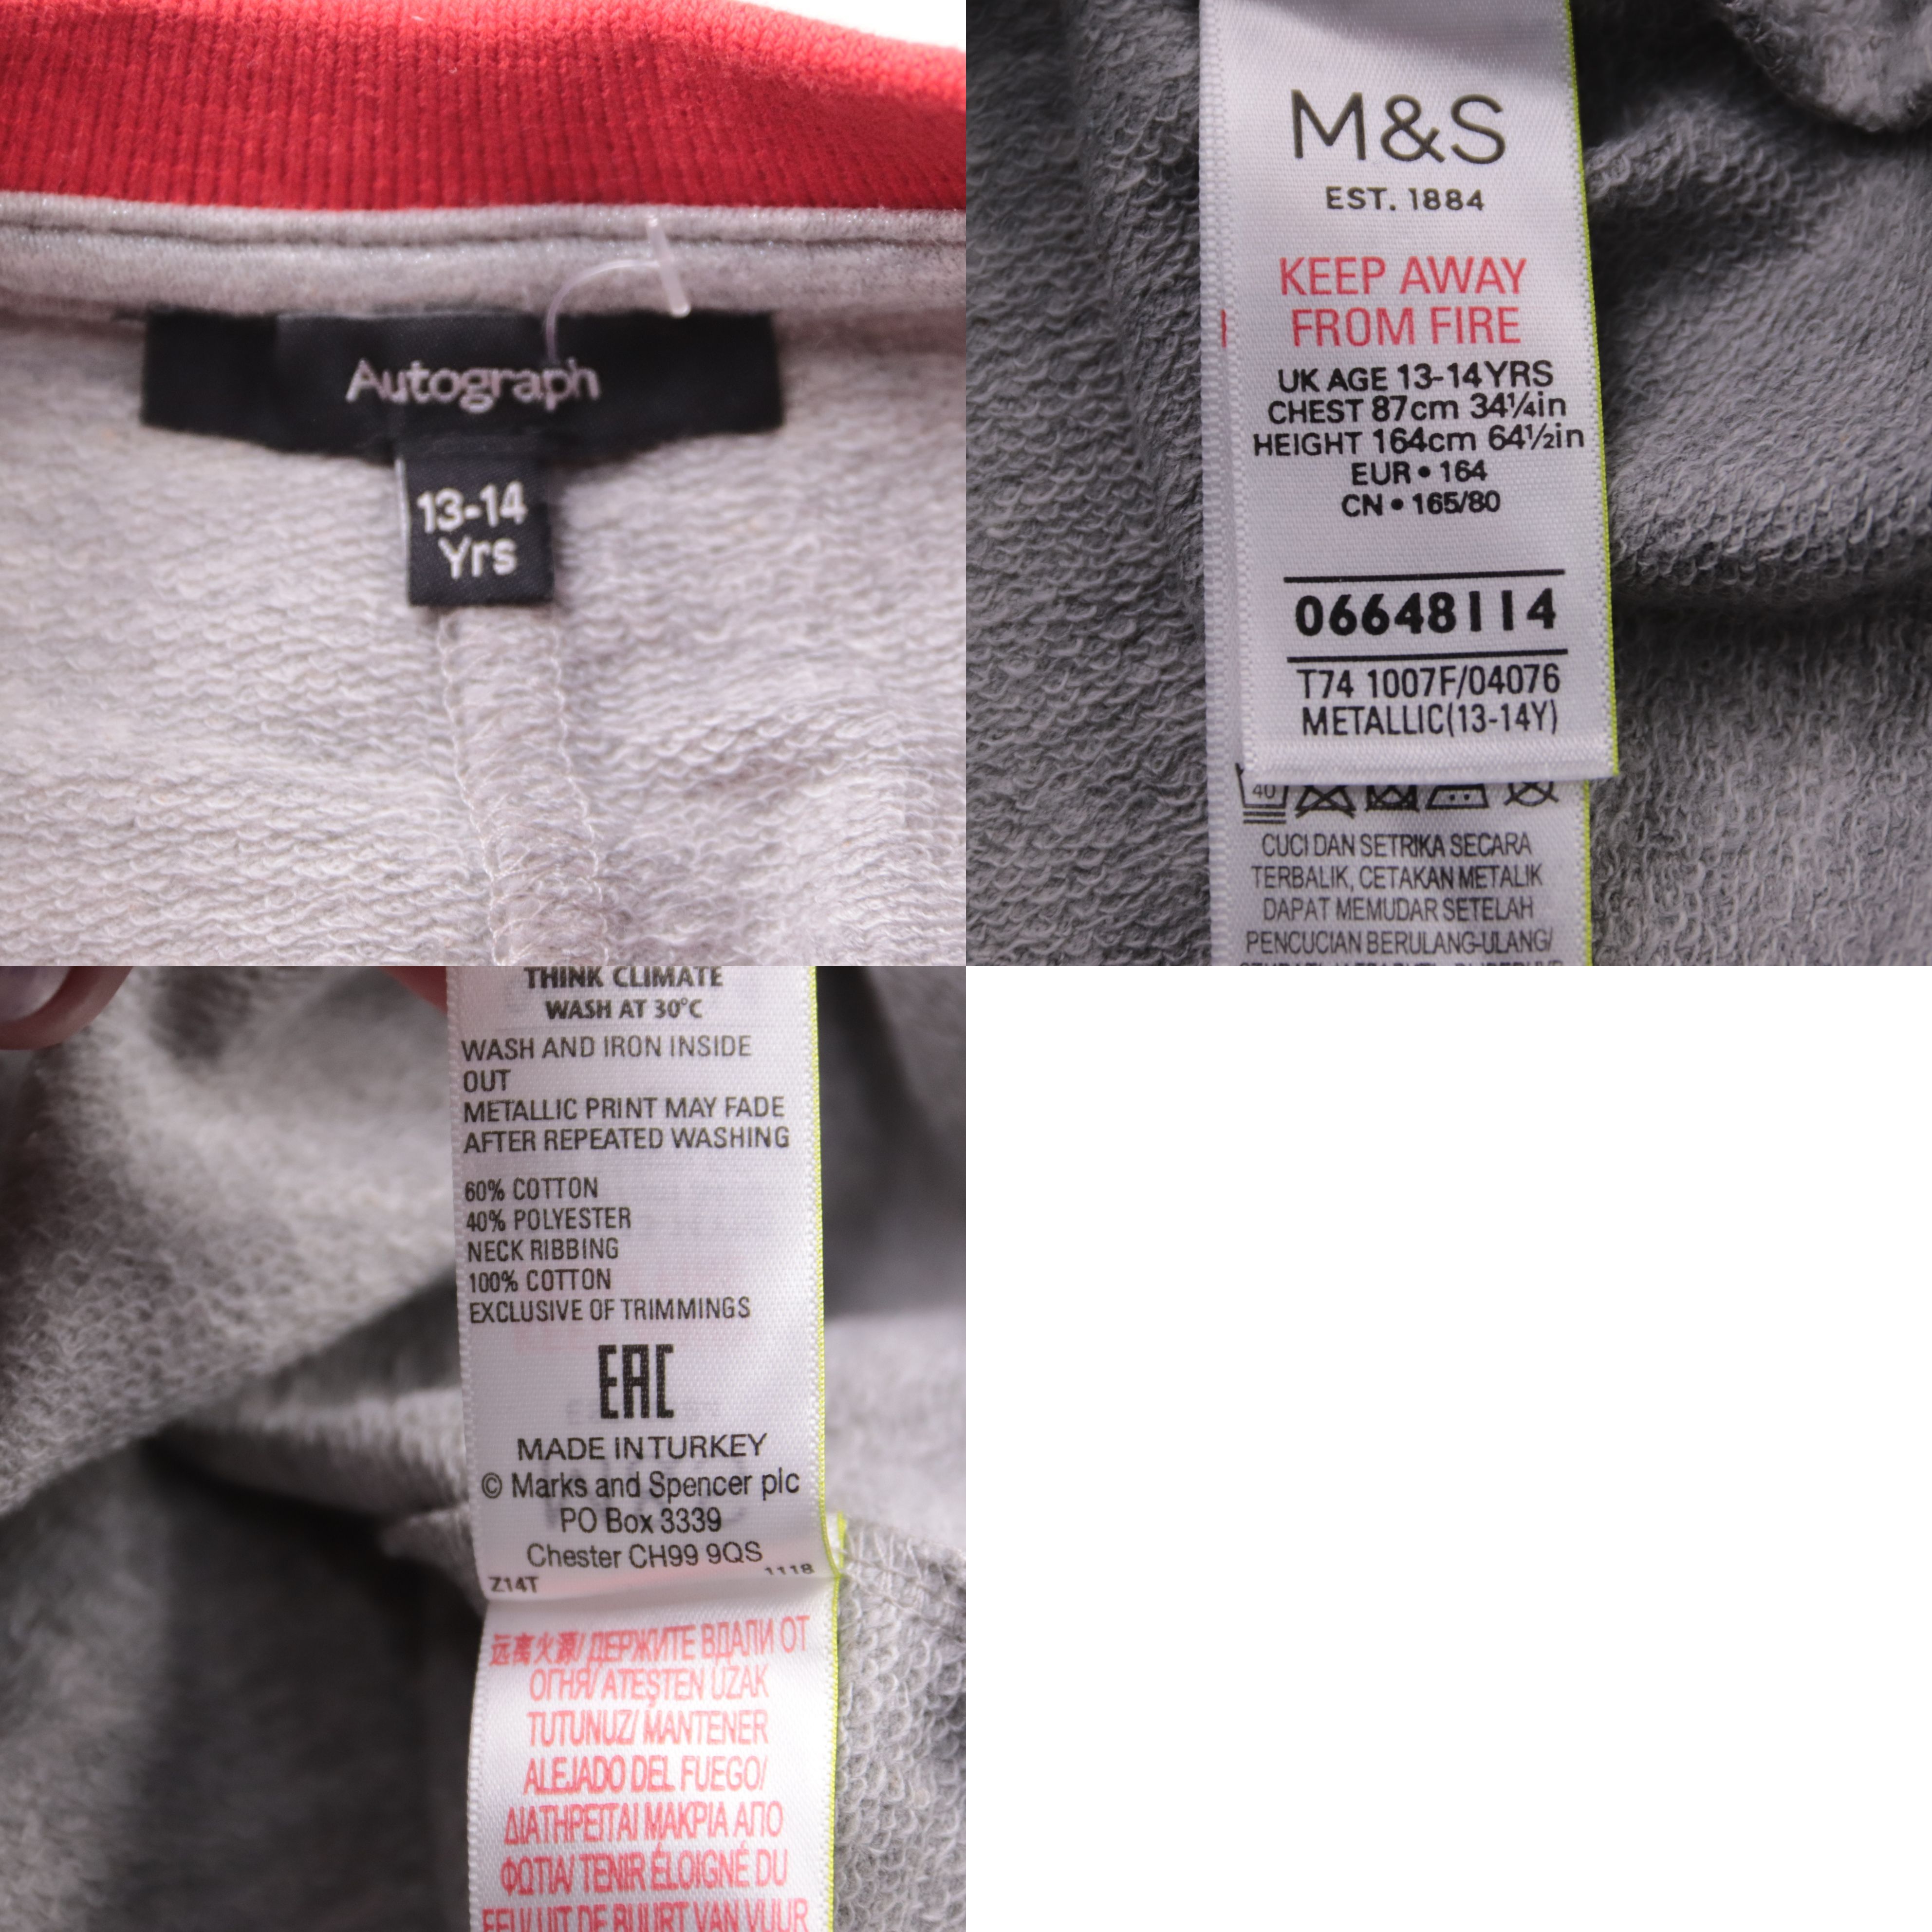 Autograph
13-14
Yrs
M&S
EST. 1884
KEEP AWAY
FROM FIRE
UK AGE 13-14YRS
CHEST 87cm 34¼in
HEIGHT 164cm 64½in
EUR • 164
CN • 165/80
06648114
T74 1007F/04076
METALLIC(13-14Y)
40
CUCI DAN SETRIKA SECARA
TERBALIK, CETAKAN METALIK
DAPAT MEMUDAR SETELAH
PENCUCIAN BERULANG-ULANG/
THINK CLIMATE
WASH AT 30°C
WASH AND IRON INSIDE
OUT
METALLIC PRINT MAY FADE
AFTER REPEATED WASHING
60% COTTON
40% POLYESTER
NECK RIBBING
100% COTTON
EXCLUSIVE OF TRIMMINGS
EAC
MADE IN TURKEY
© Marks and Spencer plc
PO Box 3339
Chester CH99 9QS
Z14T 1118
远离火源/ ДЕРЖИТЕ ВДАЛИ ОТ
ОГНЯ/ ATEŞTEN UZAK
TUTUNUZ/ MANTENER
ALEJADO DEL FUEGO/
ΔΙΑΤΗΡΕΙΤΑΙ ΜΑΚΡΙΑ ΑΠΟ
ΦΩΤΙΑ/ TENIR ÉLOIGNÉ DU
FEU/ UIT DE BUURT VAN VUUR